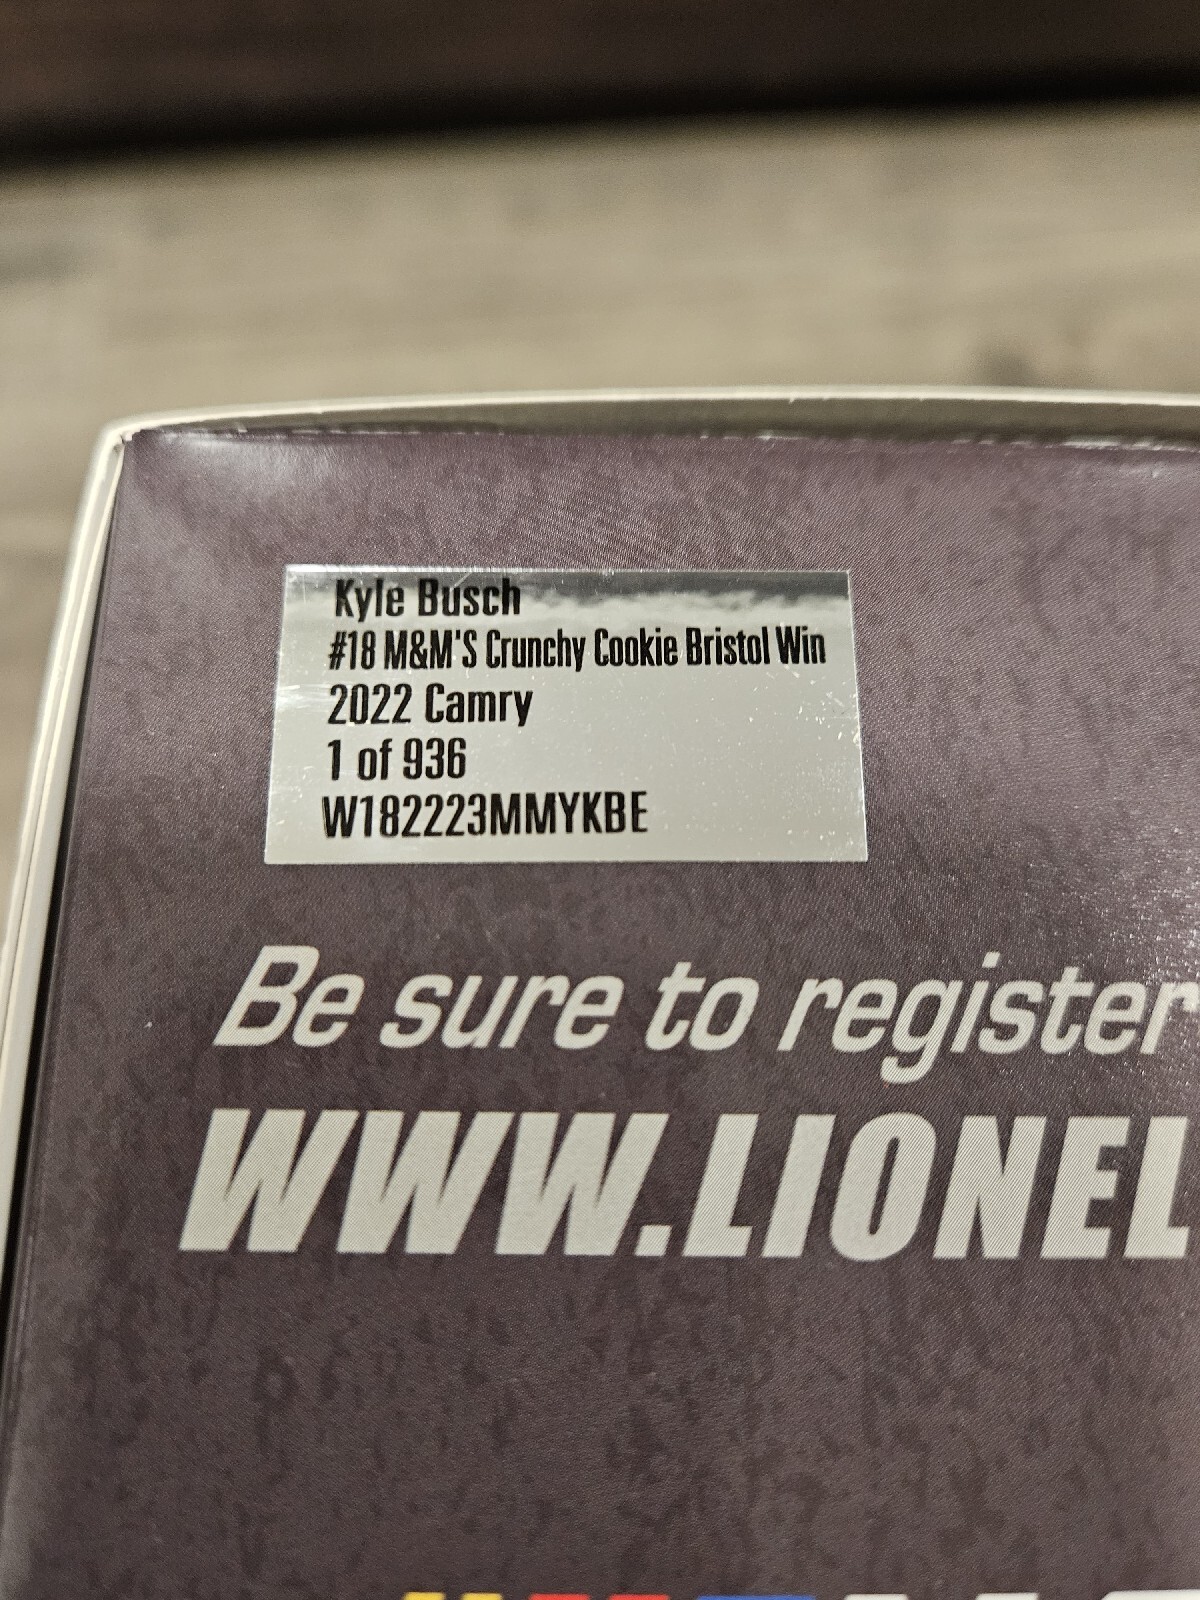 Kyle Busch
#18 M&M'S Crunchy Cookie Bristol Win
2022 Camry
1 of 936
W182223MMYKBE
Be sure to register
WWW.LIONEL